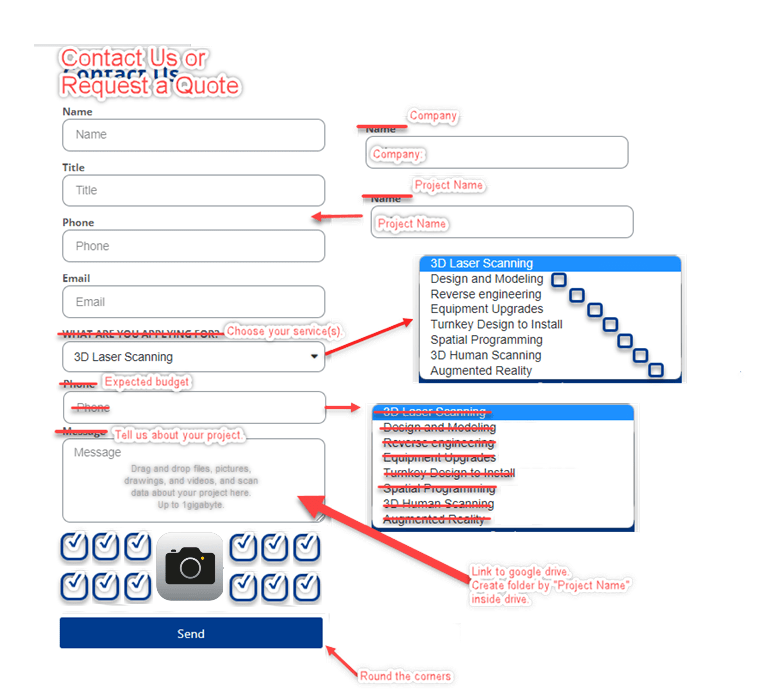 Contact Us or
Contact Us
Request a Quote
Name
Name
Title
Title
Phone
Phone
Email
Email
WHAT ARE YOU APPLYING FOR?
Choose your service(s).
3D Laser Scanning
Phone
Expected budget
Phone
Message
Tell us about your project.
Message
Drag and drop files, pictures,
drawings, and videos, and scan
data about your project here.
Up to 1gigabyte.
Send
Company
Name
Company:
Project Name
Name
Project Name
3D Laser Scanning
Design and Modeling
Reverse engineering
Equipment Upgrades
Turnkey Design to Install
Spatial Programming
3D Human Scanning
Augmented Reality
3D Laser Scanning
Design and Modeling
Reverse engineering
Equipment Upgrades
Turnkey Design to Install
Spatial Programming
3D Human Scanning
Augmented Reality
Link to google drive.
Create folder by "Project Name"
inside drive.
Round the corners